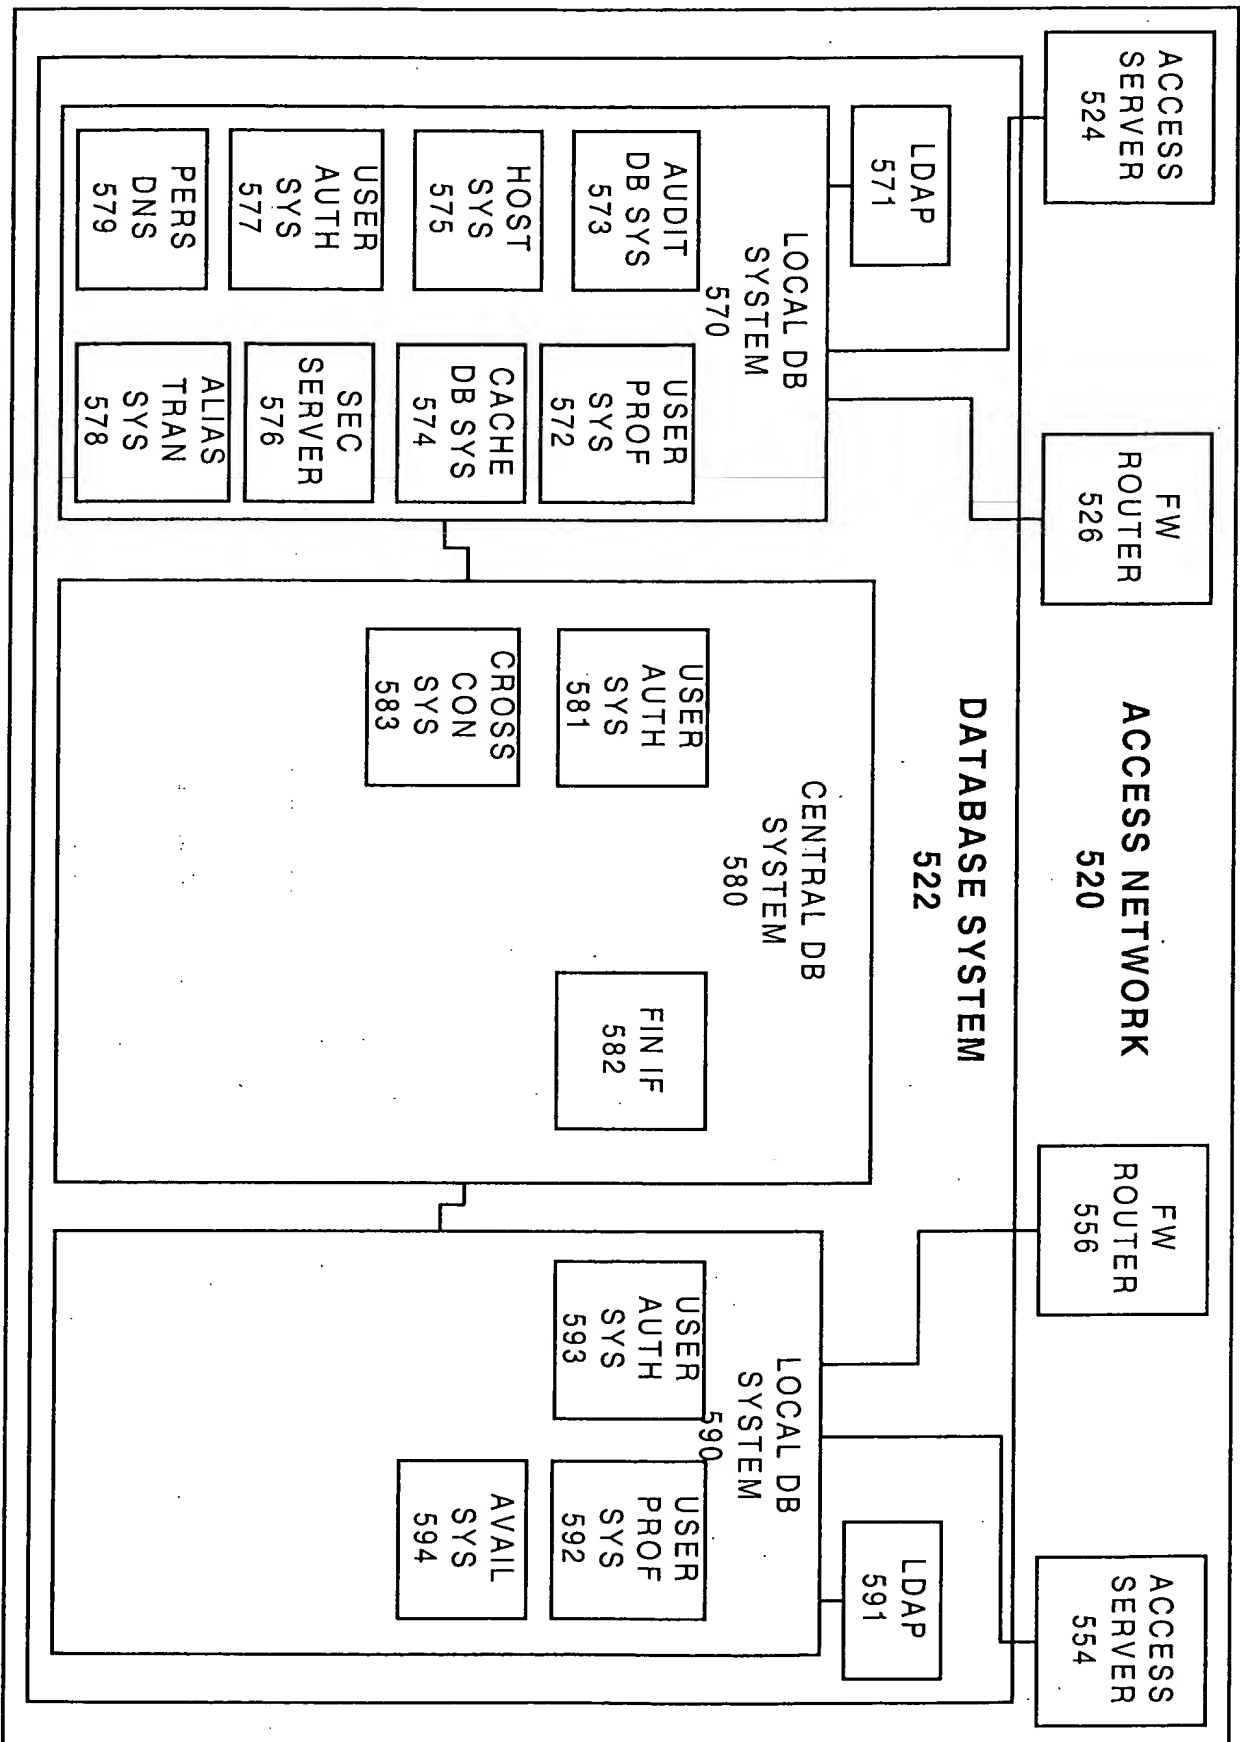 ACCESS
SERVER
524
FW
ROUTER
526
ACCESS NETWORK
520
FW
ROUTER
556
ACCESS
SERVER
554
DATABASE SYSTEM
522
LDAP
571
LOCAL DB
SYSTEM
570
AUDIT
DB SYS
573
USER
PROF
SYS
572
HOST
SYS
575
CACHE
DB SYS
574
USER
AUTH
SYS
577
SEC
SERVER
576
PERS
DNS
579
ALIAS
TRAN
SYS
578
CENTRAL DB
SYSTEM
580
USER
AUTH
SYS
581
FIN IF
582
CROSS
CON
SYS
583
LDAP
591
LOCAL DB
SYSTEM
590
USER
AUTH
SYS
593
USER
PROF
SYS
592
AVAIL
SYS
594